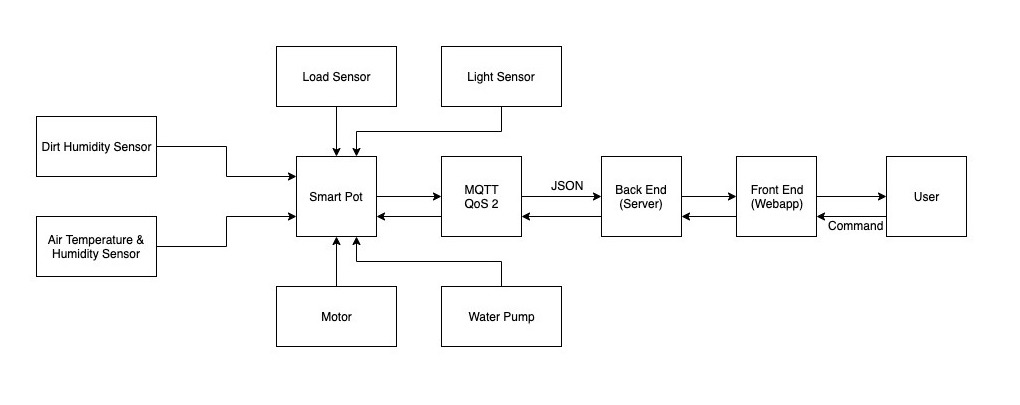 Load Sensor
Light Sensor
Dirt Humidity Sensor
Smart Pot
MQTT
QoS 2
JSON
Back End
(Server)
Front End
(Webapp)
User
Command
Air Temperature &
Humidity Sensor
Motor
Water Pump